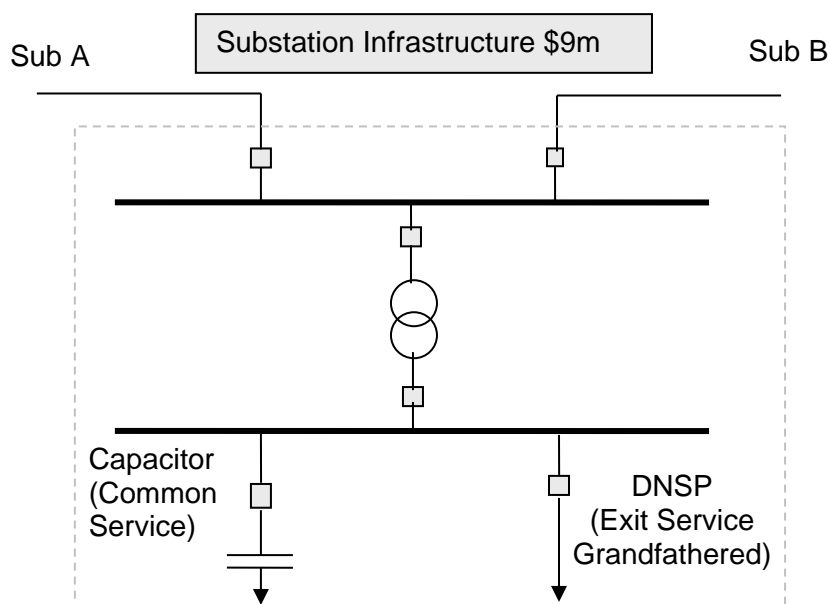 Substation Infrastructure $9m
Sub A
Sub B
Capacitor
(Common
Service)
DNSP
(Exit Service
Grandfathered)